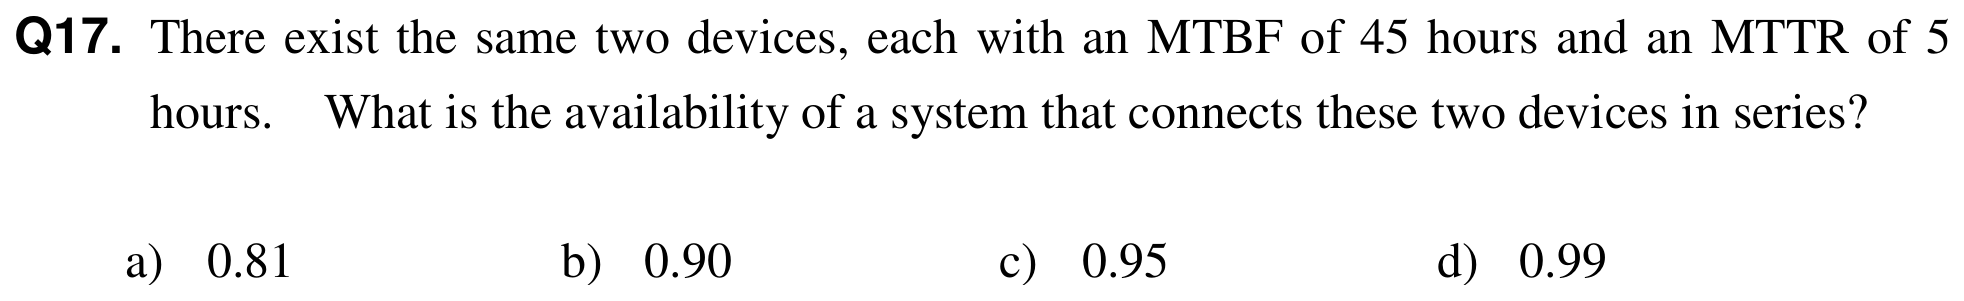 Q17. There exist the same two devices, each with an MTBF of 45 hours and an MTTR of 5
hours. What is the availability of a system that connects these two devices in series?
a) 0.81 b) 0.90 c) 0.95 d) 0.99